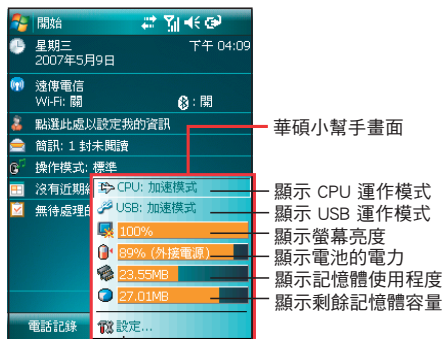 開始
星期三
下午 04:09
2007年5月9日
遠傳電信
Wi-Fi: 關
: 開
點選此處以設定我的資訊
簡訊: 1 封未閱讀
操作模式: 標準
沒有近期
無待處理
CPU: 加速模式
USB: 加速模式
100%
89% (外接電源)
23.55MB
27.01MB
電話記錄
設定...
華碩小幫手畫面
顯示 CPU 運作模式
顯示 USB 運作模式
顯示螢幕亮度
顯示電池的電力
顯示記憶體使用程度
顯示剩餘記憶體容量